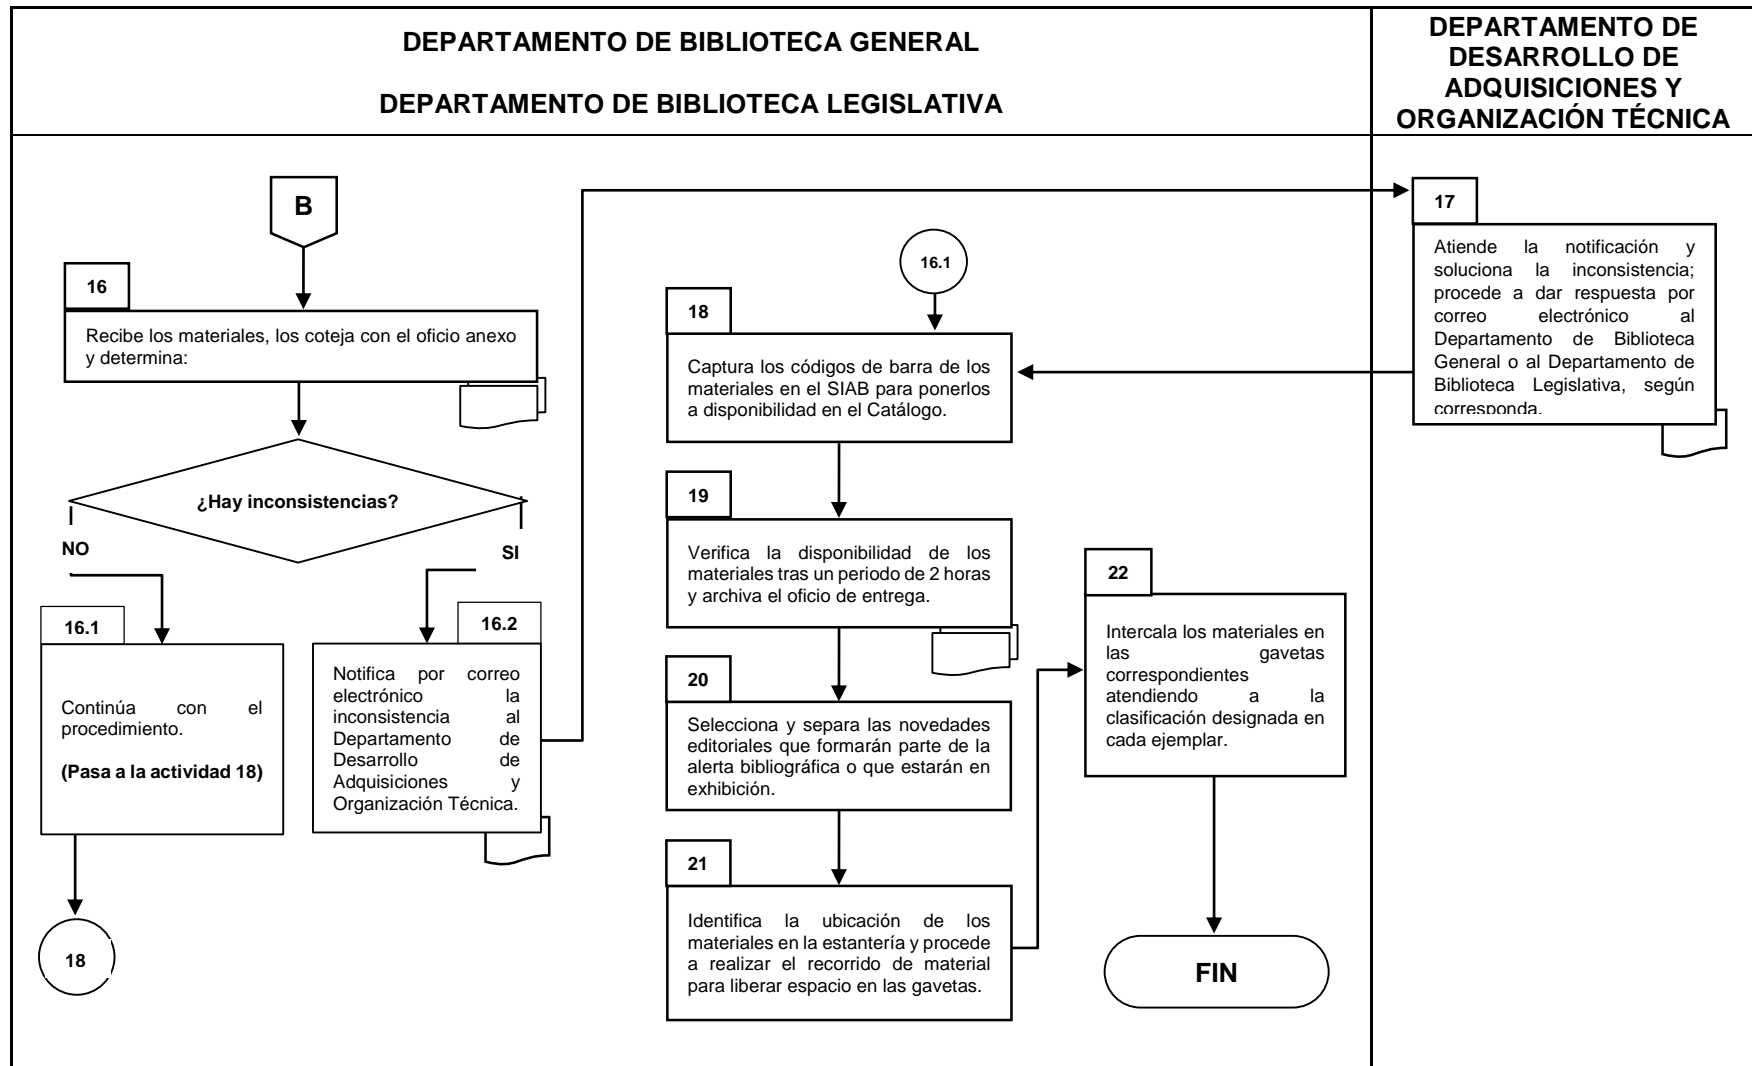 DEPARTAMENTO DE BIBLIOTECA GENERAL
DEPARTAMENTO DE BIBLIOTECA LEGISLATIVA
DEPARTAMENTO DE
DESARROLLO DE
ADQUISICIONES Y
ORGANIZACIÓN TÉCNICA
B
16
Recibe los materiales, los coteja con el oficio anexo
y determina:
¿Hay inconsistencias?
NO
SI
16.1
Continúa con el
procedimiento.
(Pasa a la actividad 18)
18
16.2
Notifica por correo
electrónico la
inconsistencia al
Departamento de
Desarrollo de
Adquisiciones y
Organización Técnica.
17
Atiende la notificación y
soluciona la inconsistencia;
procede a dar respuesta por
correo electrónico al
Departamento de Biblioteca
General o al Departamento de
Biblioteca Legislativa, según
corresponda.
16.1
18
Captura los códigos de barra de los
materiales en el SIAB para ponerlos
a disponibilidad en el Catálogo.
19
Verifica la disponibilidad de los
materiales tras un periodo de 2 horas
y archiva el oficio de entrega.
20
Selecciona y separa las novedades
editoriales que formarán parte de la
alerta bibliográfica o que estarán en
exhibición.
21
Identifica la ubicación de los
materiales en la estantería y procede
a realizar el recorrido de material
para liberar espacio en las gavetas.
22
Intercala los materiales en
las gavetas
correspondientes
atendiendo a la
clasificación designada en
cada ejemplar.
FIN